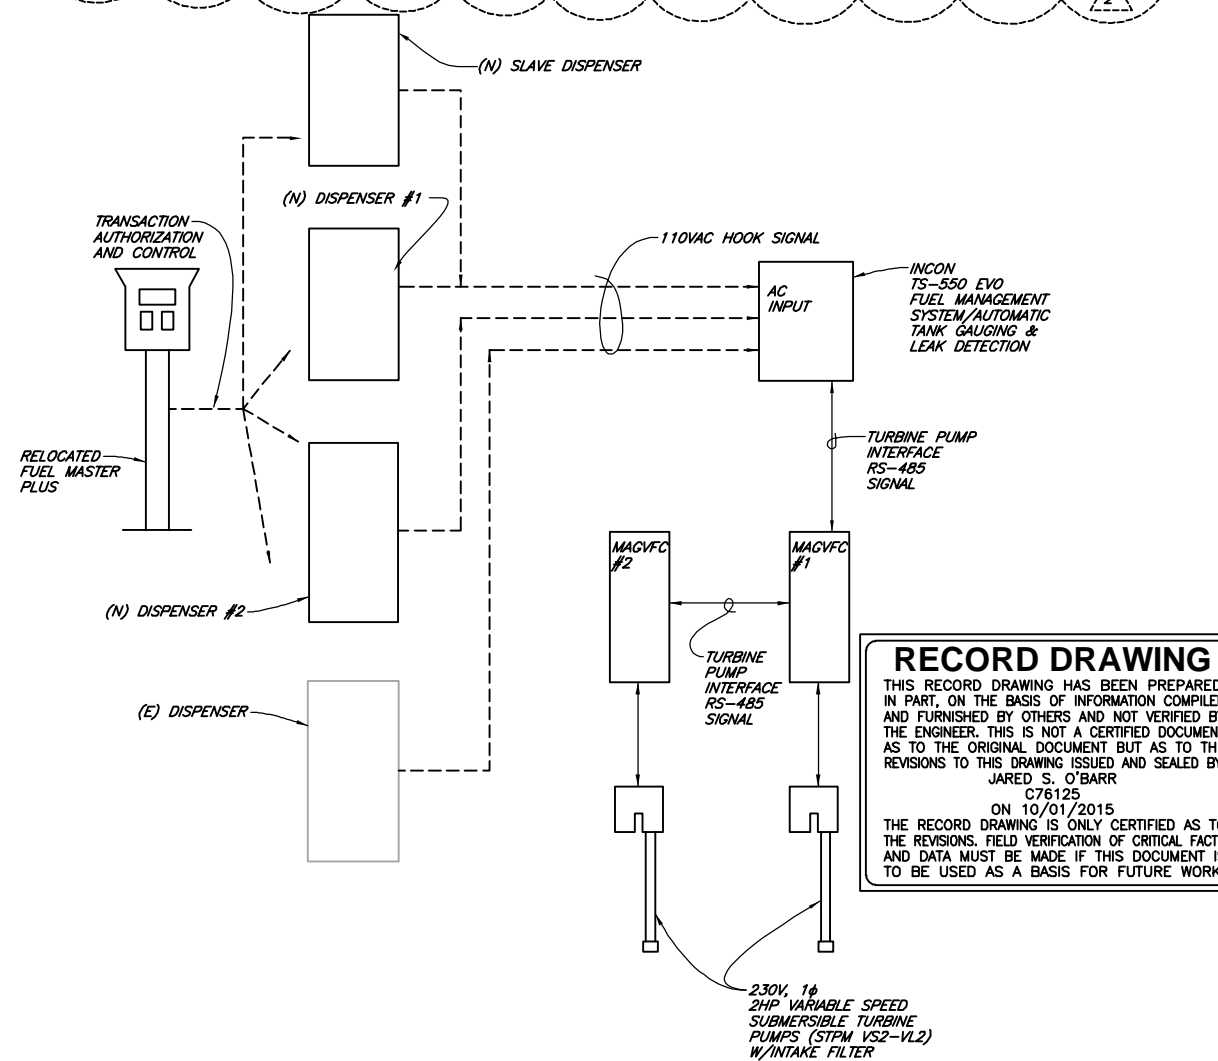 2
(N) SLAVE DISPENSER
(N) DISPENSER #1
TRANSACTION
AUTHORIZATION
AND CONTROL
110VAC HOOK SIGNAL
AC
INPUT
INCON
TS-550 EVO
FUEL MANAGEMENT
SYSTEM/AUTOMATIC
TANK GAUGING &
LEAK DETECTION
RELOCATED
FUEL MASTER
PLUS
TURBINE PUMP
INTERFACE
RS-485
SIGNAL
MAGVFC
#2
MAGVFC
#1
(N) DISPENSER #2
TURBINE
PUMP
INTERFACE
RS-485
SIGNAL
(E) DISPENSER
RECORD DRAWING
THIS RECORD DRAWING HAS BEEN PREPARED
IN PART, ON THE BASIS OF INFORMATION COMPILE
AND FURNISHED BY OTHERS AND NOT VERIFIED B
THE ENGINEER. THIS IS NOT A CERTIFIED DOCUMEN
AS TO THE ORIGINAL DOCUMENT BUT AS TO TH
REVISIONS TO THIS DRAWING ISSUED AND SEALED B
JARED S. O'BARR
C76125
ON 10/01/2015
THE RECORD DRAWING IS ONLY CERTIFIED AS T
THE REVISIONS. FIELD VERIFICATION OF CRITICAL FACT
AND DATA MUST BE MADE IF THIS DOCUMENT I
TO BE USED AS A BASIS FOR FUTURE WORK
230V, 1ϕ
2HP VARIABLE SPEED
SUBMERSIBLE TURBINE
PUMPS (STPM VS2-VL2)
W/INTAKE FILTER